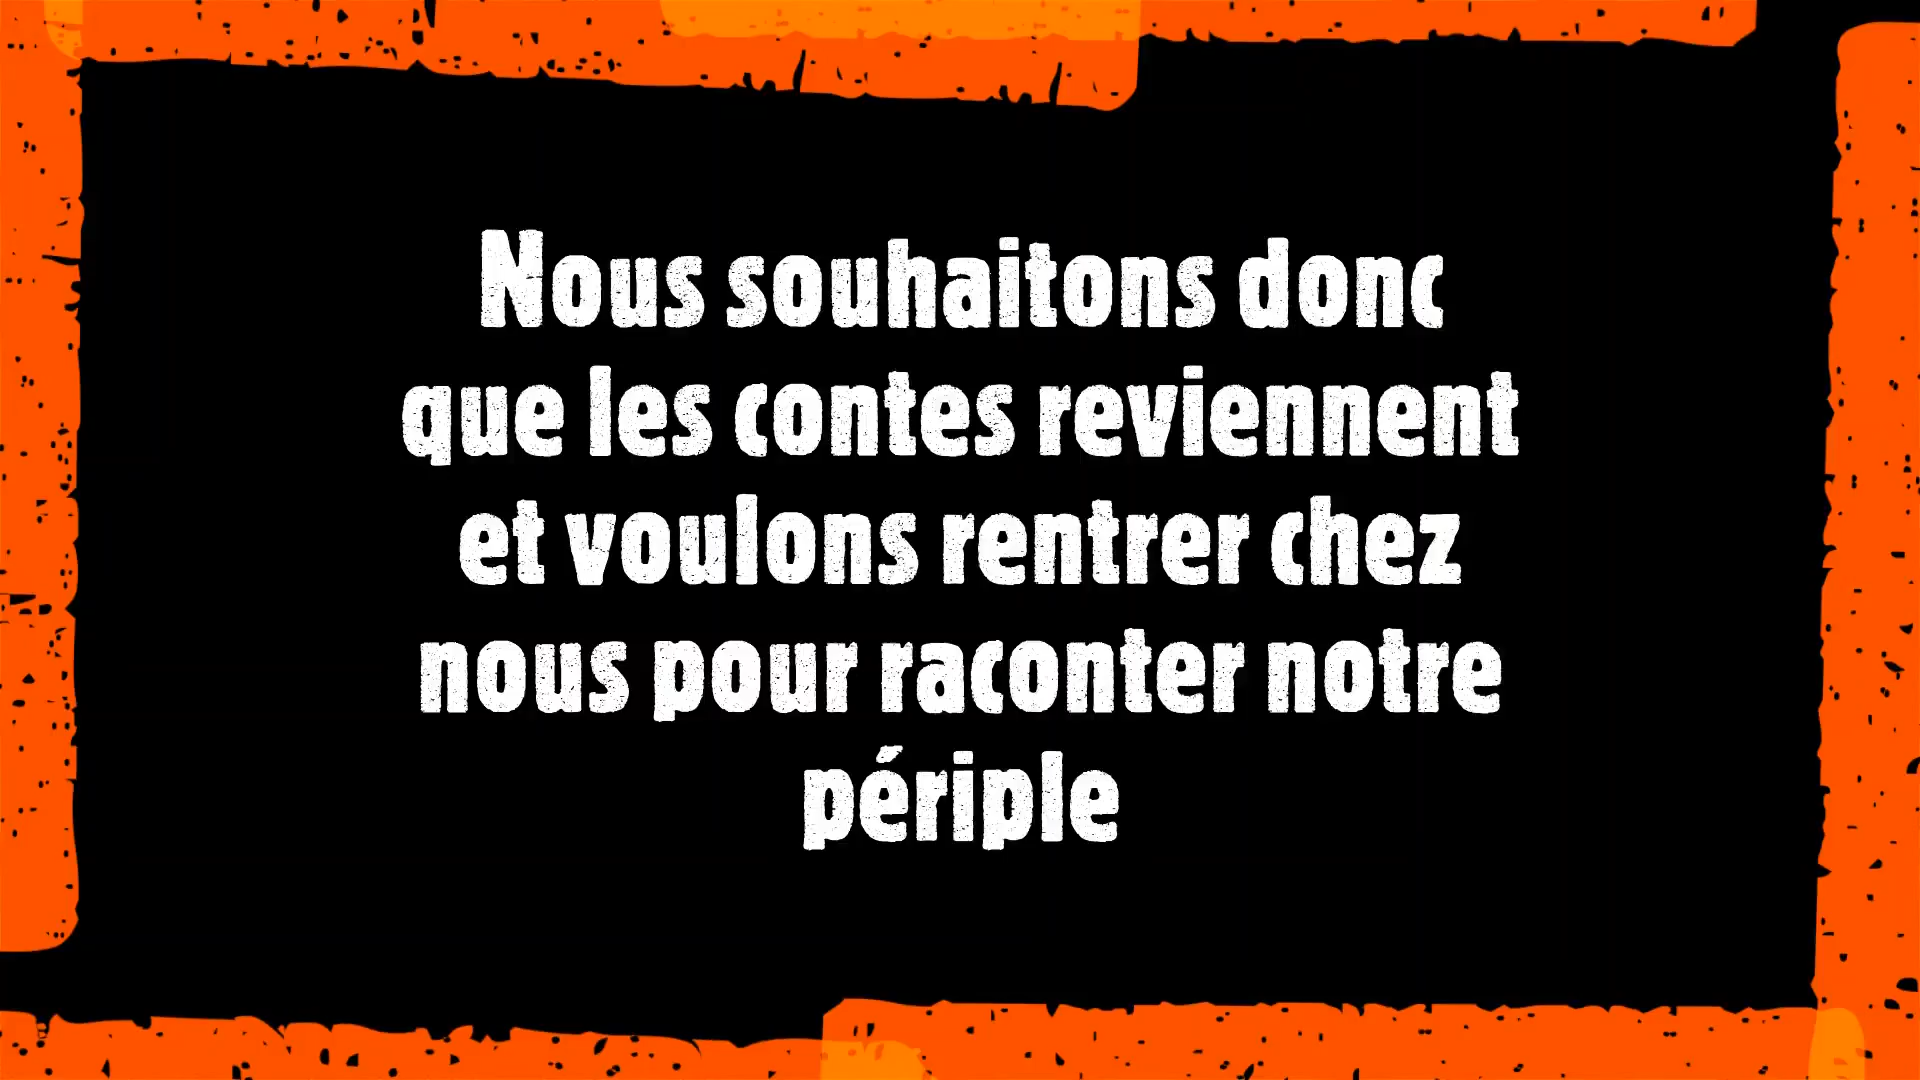 Nous souhaitons donc
que les contes reviennent
et voulons rentrer chez
nous pour raconter notre
périple